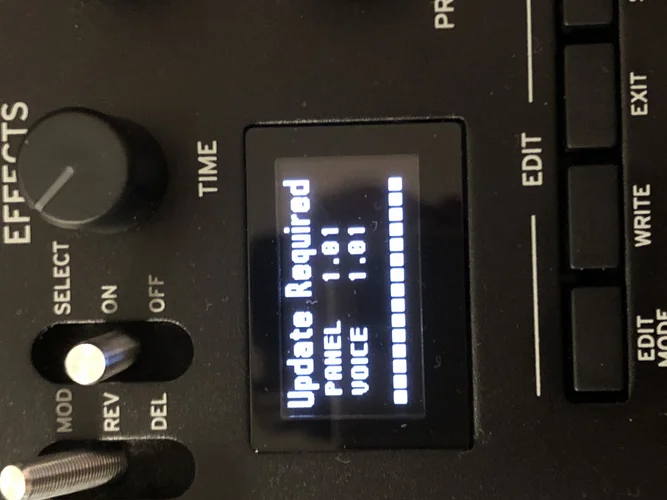 EFFECTS
TIME
SELECT
ON
OFF
MOD
REV
DEL
Update Required
PANEL 1.01
VOICE 1.01
EDIT
EXIT
WRITE
EDIT
MODE